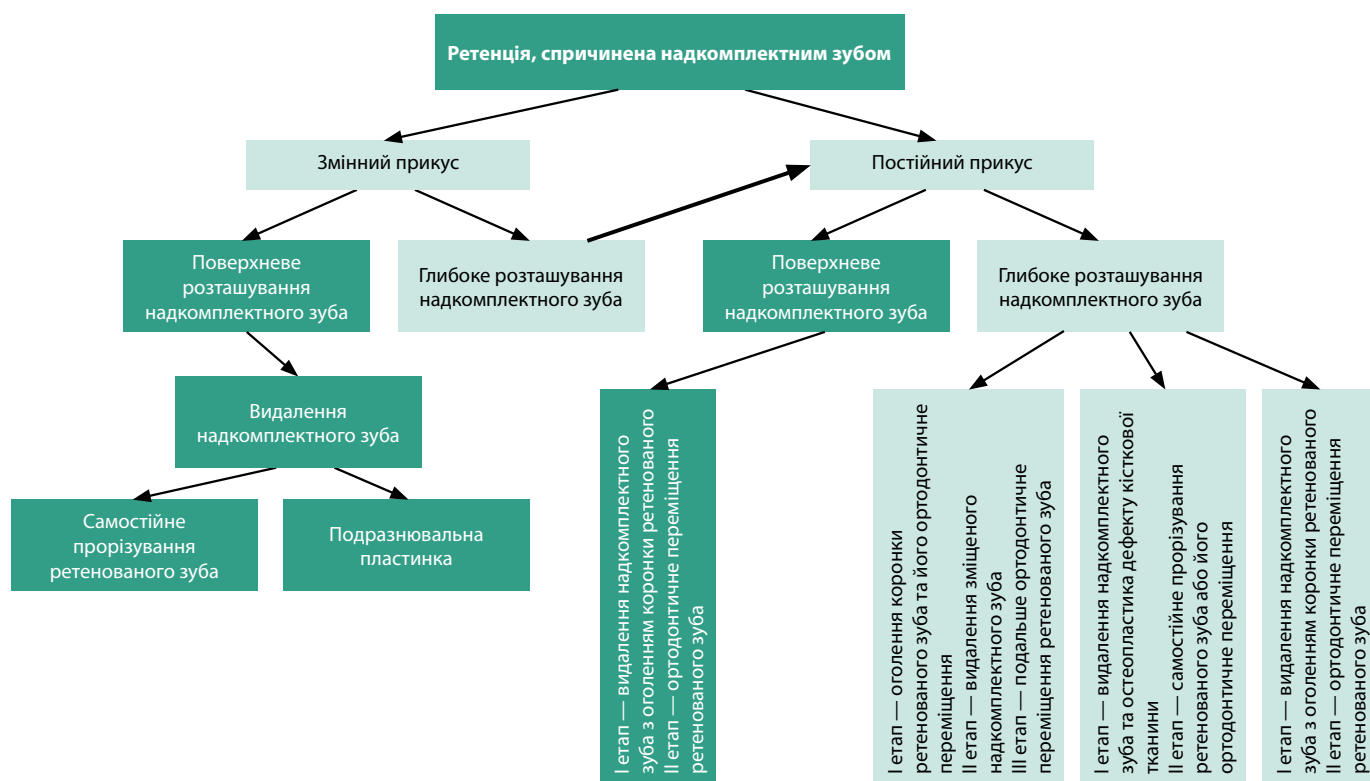 Ретенція, спричинена надкомплектним зубом
Змінний прикус
Постійний прикус
Поверхневе
розташування
надкомплектного зуба
Глибоке розташування
надкомплектного зуба
Поверхневе
розташування
надкомплектного зуба
Глибоке розташування
надкомплектного зуба
Видалення
надкомплектного зуба
Самостійне
прорізування
ретенованого зуба
Подразнювальна
пластинка
I етап — видалення надкомплектного
зуба з оголенням коронки ретенованого
II етап — ортодонтичне переміщення
ретенованого зуба
I етап — оголення коронки
ретенованого зуба та його ортодонтичне
переміщення
II етап — видалення зміщеного
надкомплектного зуба
III етап — подальше ортодонтичне
переміщення ретенованого зуба
I етап — видалення надкомплектного
зуба та остеопластика дефекту кісткової
тканини
II етап — самостійне прорізування
ретенованого зуба або його
ортодонтичне переміщення
I етап — видалення надкомплектного
зуба з оголенням коронки ретенованого
II етап — ортодонтичне переміщення
ретенованого зуба